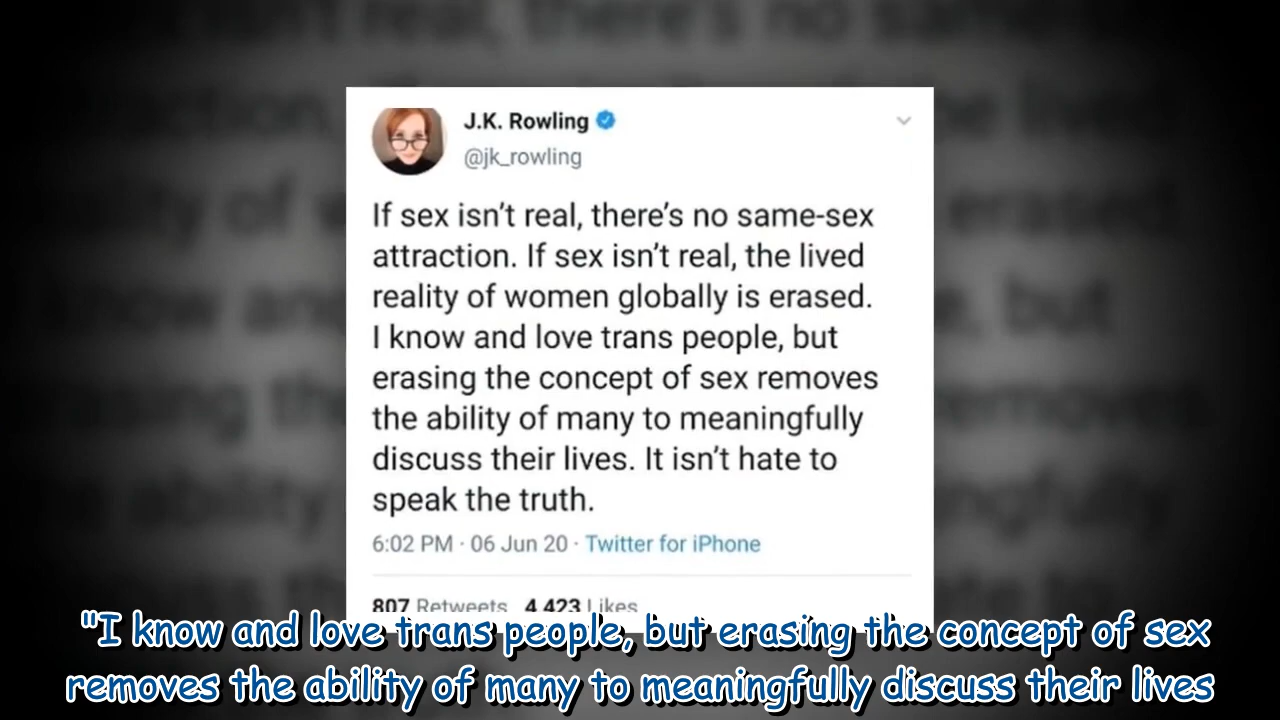 J.K. Rowling
@jk_rowling
If sex isn’t real, there’s no same-sex
attraction. If sex isn’t real, the lived
reality of women globally is erased.
I know and love trans people, but
erasing the concept of sex removes
the ability of many to meaningfully
discuss their lives. It isn’t hate to
speak the truth.
6:02 PM · 06 Jun 20 · Twitter for iPhone
807 Retweets 4,423 Likes
"I know and love trans people, but erasing the concept of sex
removes the ability of many to meaningfully discuss their lives